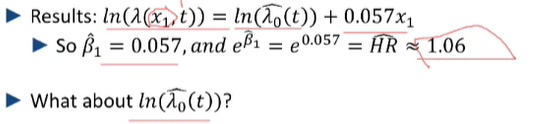 ▶ Results: ln(λ(x₁,t)) = ln(λ̂₀(t)) + 0.057x₁
▶ So β̂₁ = 0.057, and e^β̂₁ = e^0.057 = ĤR ≈ 1.06
▶ What about ln(λ̂₀(t))?